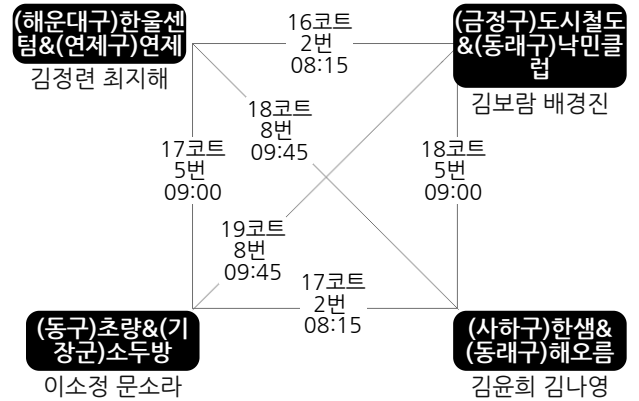 (해운대구)한울센
텀&(연제구)연제
김정련 최지해
16코트
2번
08:15
(금정구)도시철도
&(동래구)낙민클
럽
김보람 배경진
18코트
8번
09:45
17코트
5번
09:00
18코트
5번
09:00
19코트
8번
09:45
17코트
2번
08:15
(동구)초량&(기
장군)소두방
이소정 문소라
(사하구)한샘&
(동래구)해오름
김윤희 김나영